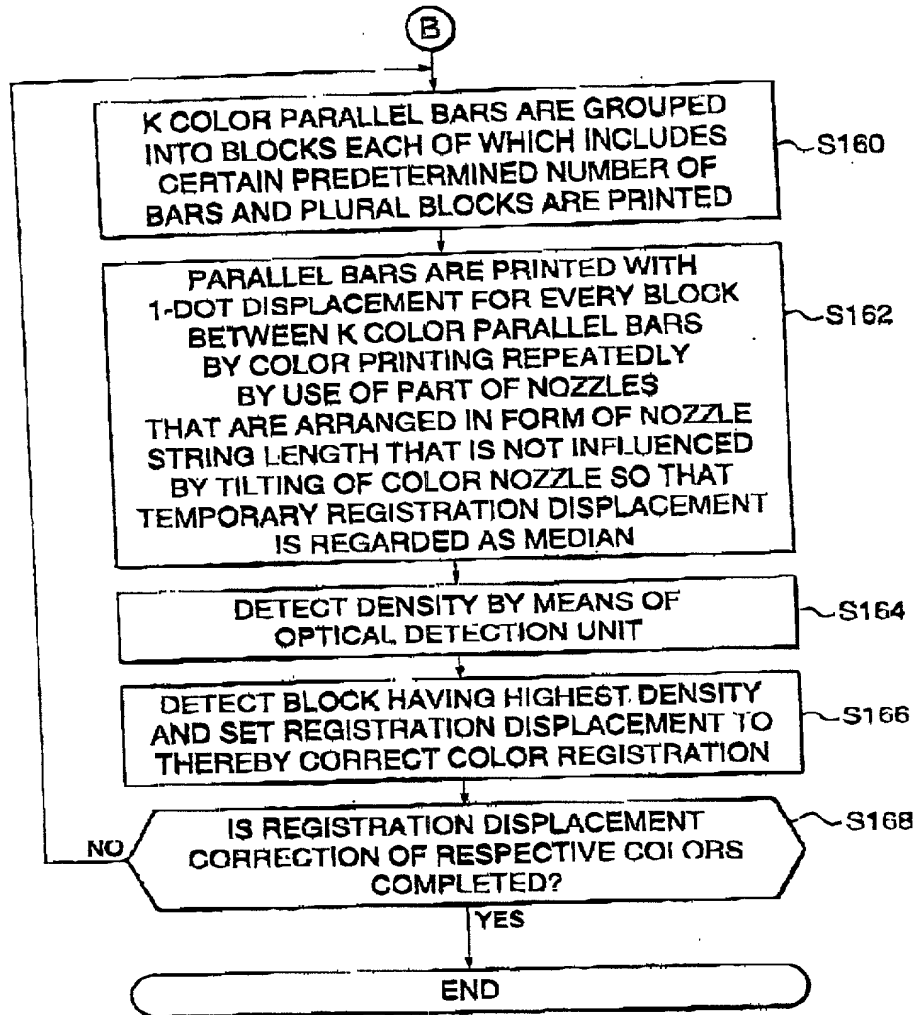 B
K COLOR PARALLEL BARS ARE GROUPED
INTO BLOCKS EACH OF WHICH INCLUDES
CERTAIN PREDETERMINED NUMBER OF
BARS AND PLURAL BLOCKS ARE PRINTED
S160
PARALLEL BARS ARE PRINTED WITH
1-DOT DISPLACEMENT FOR EVERY BLOCK
BETWEEN K COLOR PARALLEL BARS
BY COLOR PRINTING REPEATEDLY
BY USE OF PART OF NOZZLES
THAT ARE ARRANGED IN FORM OF NOZZLE
STRING LENGTH THAT IS NOT INFLUENCED
BY TILTING OF COLOR NOZZLE SO THAT
TEMPORARY REGISTRATION DISPLACEMENT
IS REGARDED AS MEDIAN
S162
DETECT DENSITY BY MEANS OF
OPTICAL DETECTION UNIT
S164
DETECT BLOCK HAVING HIGHEST DENSITY
AND SET REGISTRATION DISPLACEMENT TO
THEREBY CORRECT COLOR REGISTRATION
S166
IS REGISTRATION DISPLACEMENT
CORRECTION OF RESPECTIVE COLORS
COMPLETED?
S168
NO
YES
END